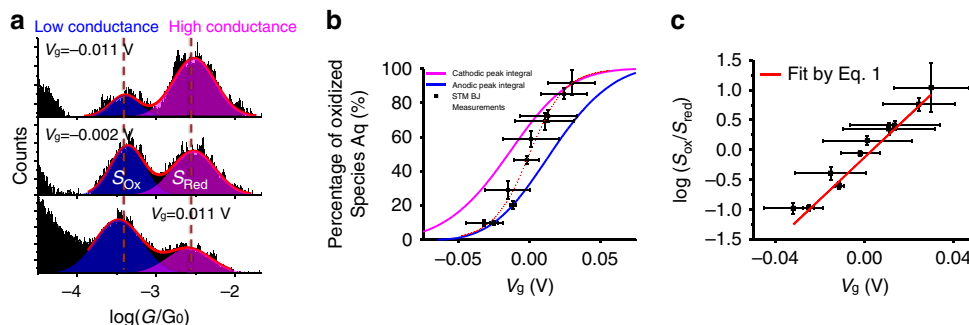 a
Low conductance High conductance
Vg=−0.011 V
Vg=−0.002 V
SOx SRed
Vg=0.011 V
Counts
−4 −3 −2
log(G/G0)
b
Cathodic peak integral
Anodic peak integral
STM BJ
Measurements
Percentage of oxidized
Species Aq (%)
100
80
60
40
20
0
−0.05 0.00 0.05
Vg (V)
c
Fit by Eq. 1
log (Sox/Sred)
1.5
1.0
0.5
0.0
−0.5
−1.0
−1.5
−0.04 0.00 0.04
Vg (V)